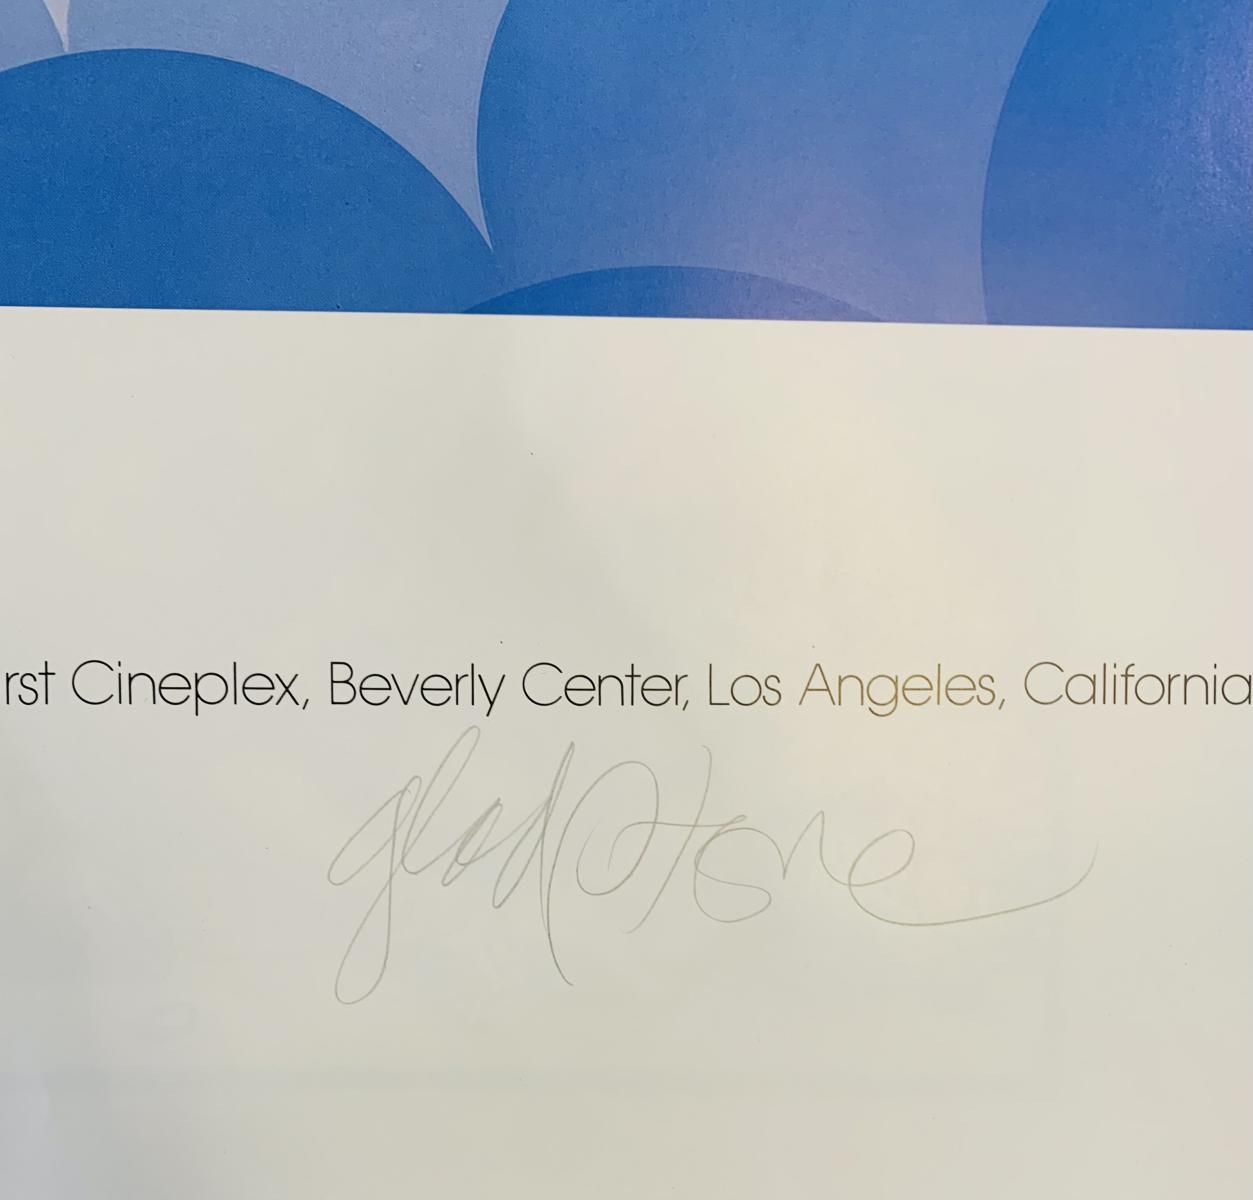 rst Cineplex, Beverly Center, Los Angeles, California
gladstone